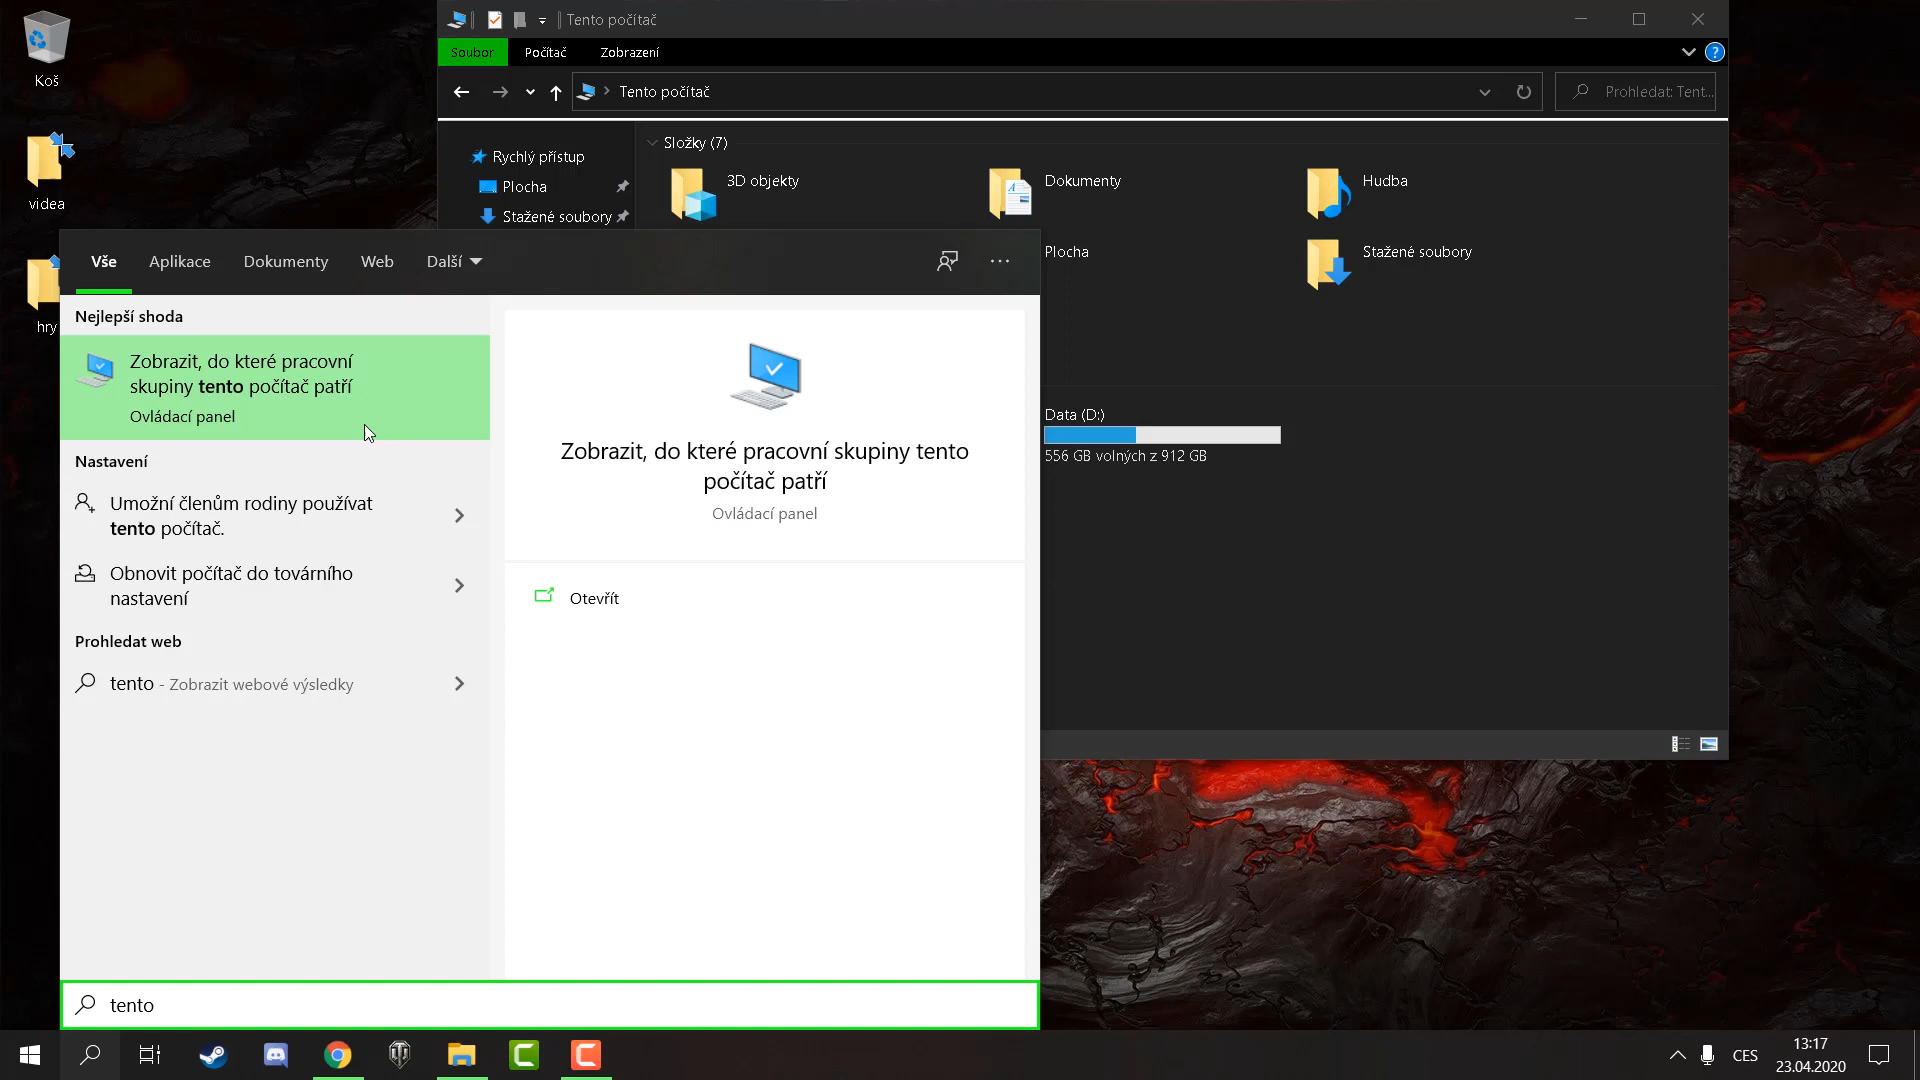 Koš
videa
hry
Tento počítač
Soubor
Počítač
Zobrazení
?
Tento počítač
Prohledat: Tent...
Rychlý přístup
Plocha
Stažené soubory
Složky (7)
3D objekty
Dokumenty
Hudba
Plocha
Stažené soubory
Data (D:)
556 GB volných z 912 GB
Vše
Aplikace
Dokumenty
Web
Další
Nejlepší shoda
Zobrazit, do které pracovní
skupiny tento počítač patří
Ovládací panel
Nastavení
Umožní členům rodiny používat
tento počítač.
Obnovit počítač do továrního
nastavení
Prohledat web
tento - Zobrazit webové výsledky
Zobrazit, do které pracovní skupiny tento
počítač patří
Ovládací panel
Otevřít
tento
CES
13:17
23.04.2020